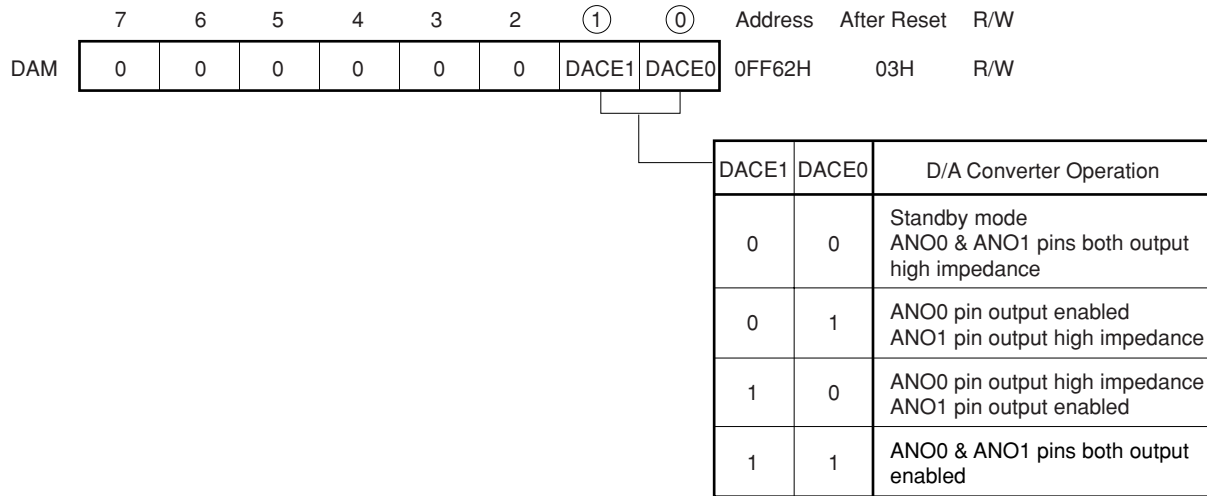 7 6 5 4 3 2 1 0 Address After Reset R/W
DAM 0 0 0 0 0 0 DACE1 DACE0 0FF62H 03H R/W
DACE1 DACE0 D/A Converter Operation
0 0 Standby mode
ANO0 & ANO1 pins both output
high impedance
0 1 ANO0 pin output enabled
ANO1 pin output high impedance
1 0 ANO0 pin output high impedance
ANO1 pin output enabled
1 1 ANO0 & ANO1 pins both output
enabled